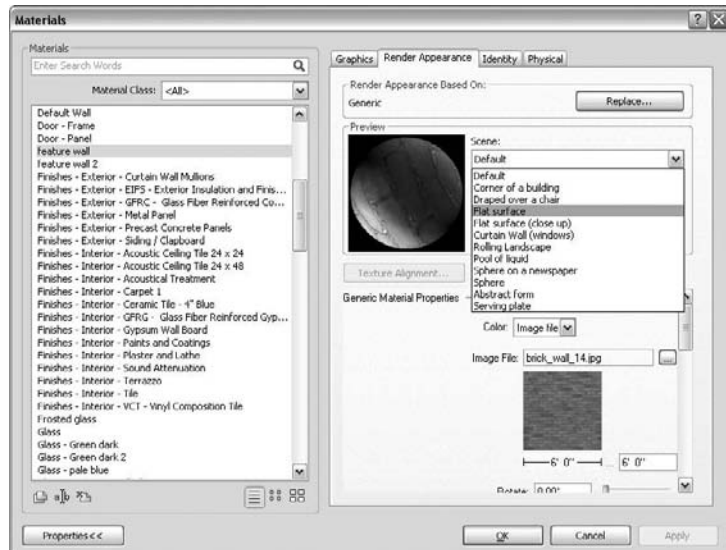 Materials
Materials
Enter Search Words
Material Class: <All>
Default Wall
Door - Frame
Door - Panel
feature wall
feature wall 2
Finishes - Exterior - Curtain Wall Mullions
Finishes - Exterior - EIFS - Exterior Insulation and Finis...
Finishes - Exterior - GFRC - Glass Fiber Reinforced Co...
Finishes - Exterior - Metal Panel
Finishes - Exterior - Precast Concrete Panels
Finishes - Exterior - Siding / Clapboard
Finishes - Interior - Acoustic Ceiling Tile 24 x 24
Finishes - Interior - Acoustic Ceiling Tile 24 x 48
Finishes - Interior - Acoustical Treatment
Finishes - Interior - Carpet 1
Finishes - Interior - Ceramic Tile - 4" Blue
Finishes - Interior - GFRG - Glass Fiber Reinforced Gyp...
Finishes - Interior - Gypsum Wall Board
Finishes - Interior - Paints and Coatings
Finishes - Interior - Plaster and Lathe
Finishes - Interior - Sound Attenuation
Finishes - Interior - Terrazzo
Finishes - Interior - Tile
Finishes - Interior - VCT - Vinyl Composition Tile
Frosted glass
Glass
Glass - Green dark
Glass - Green dark 2
Glass - pale blue
Properties<<
Graphics Render Appearance Identity Physical
Render Appearance Based On:
Generic Replace...
Preview
Scene:
Default
Default
Corner of a building
Draped over a chair
Flat surface
Flat surface (close up)
Curtain Wall (windows)
Rolling Landscape
Pool of liquid
Sphere on a newspaper
Sphere
Abstract form
Serving plate
Texture Alignment...
Generic Material Properties
Color: Image file
Image File: brick_wall_14.jpg ...
6' 0" ... 6' 0"
Rotate: 0.00°
OK Cancel Apply